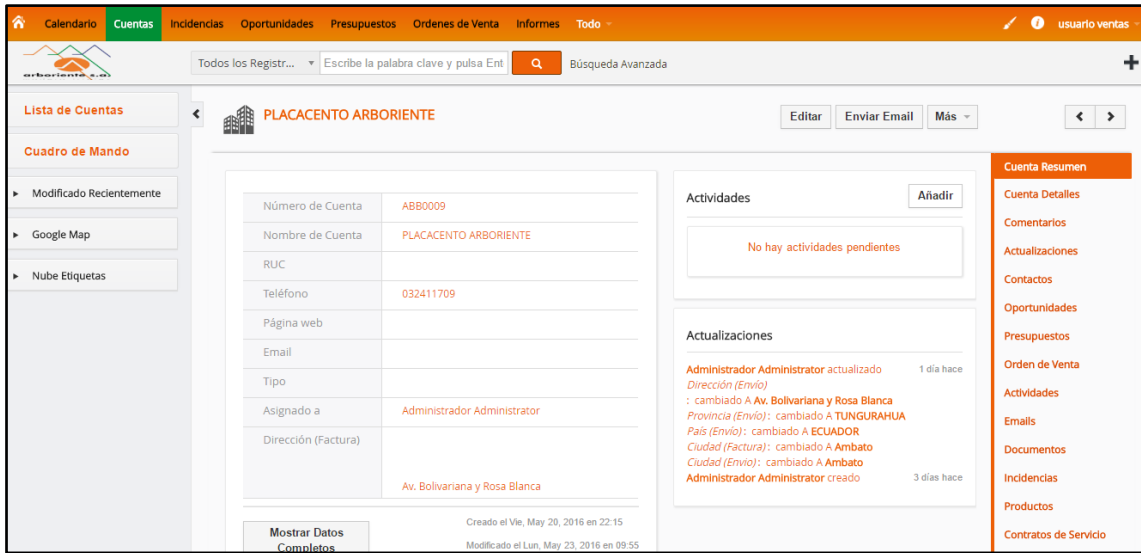 Calendario Cuentas Incidencias Oportunidades Presupuestos Ordenes de Venta Informes Todo usuario ventas
arboriente s.a.
Todos los Registr... Escribe la palabra clave y pulsa Ent Búsqueda Avanzada
Lista de Cuentas
Cuadro de Mando
Modificado Recientemente
Google Map
Nube Etiquetas
PLACACENTO ARBORIENTE
Editar Enviar Email Más
Número de Cuenta ABB0009
Nombre de Cuenta PLACACENTO ARBORIENTE
RUC
Teléfono 032411709
Página web
Email
Tipo
Asignado a Administrador Administrator
Dirección (Factura)
Av. Bolivariana y Rosa Blanca
Mostrar Datos
Completos
Creado el Vie, May 20, 2016 en 22:15
Modificado el Lun, May 23, 2016 en 09:55
Actividades Añadir
No hay actividades pendientes
Actualizaciones
Administrador Administrator actualizado 1 día hace
Dirección (Envío)
: cambiado A Av. Bolivariana y Rosa Blanca
Provincia (Envío) : cambiado A TUNGURAHUA
País (Envío) : cambiado A ECUADOR
Ciudad (Factura) : cambiado A Ambato
Ciudad (Envio) : cambiado A Ambato
Administrador Administrator creado 3 días hace
Cuenta Resumen
Cuenta Detalles
Comentarios
Actualizaciones
Contactos
Oportunidades
Presupuestos
Orden de Venta
Actividades
Emails
Documentos
Incidencias
Productos
Contratos de Servicio